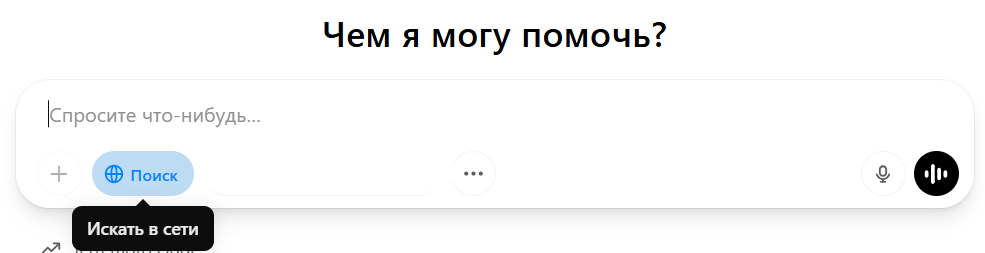 Чем я могу помочь?
Спросите что-нибудь...
Поиск
Искать в сети